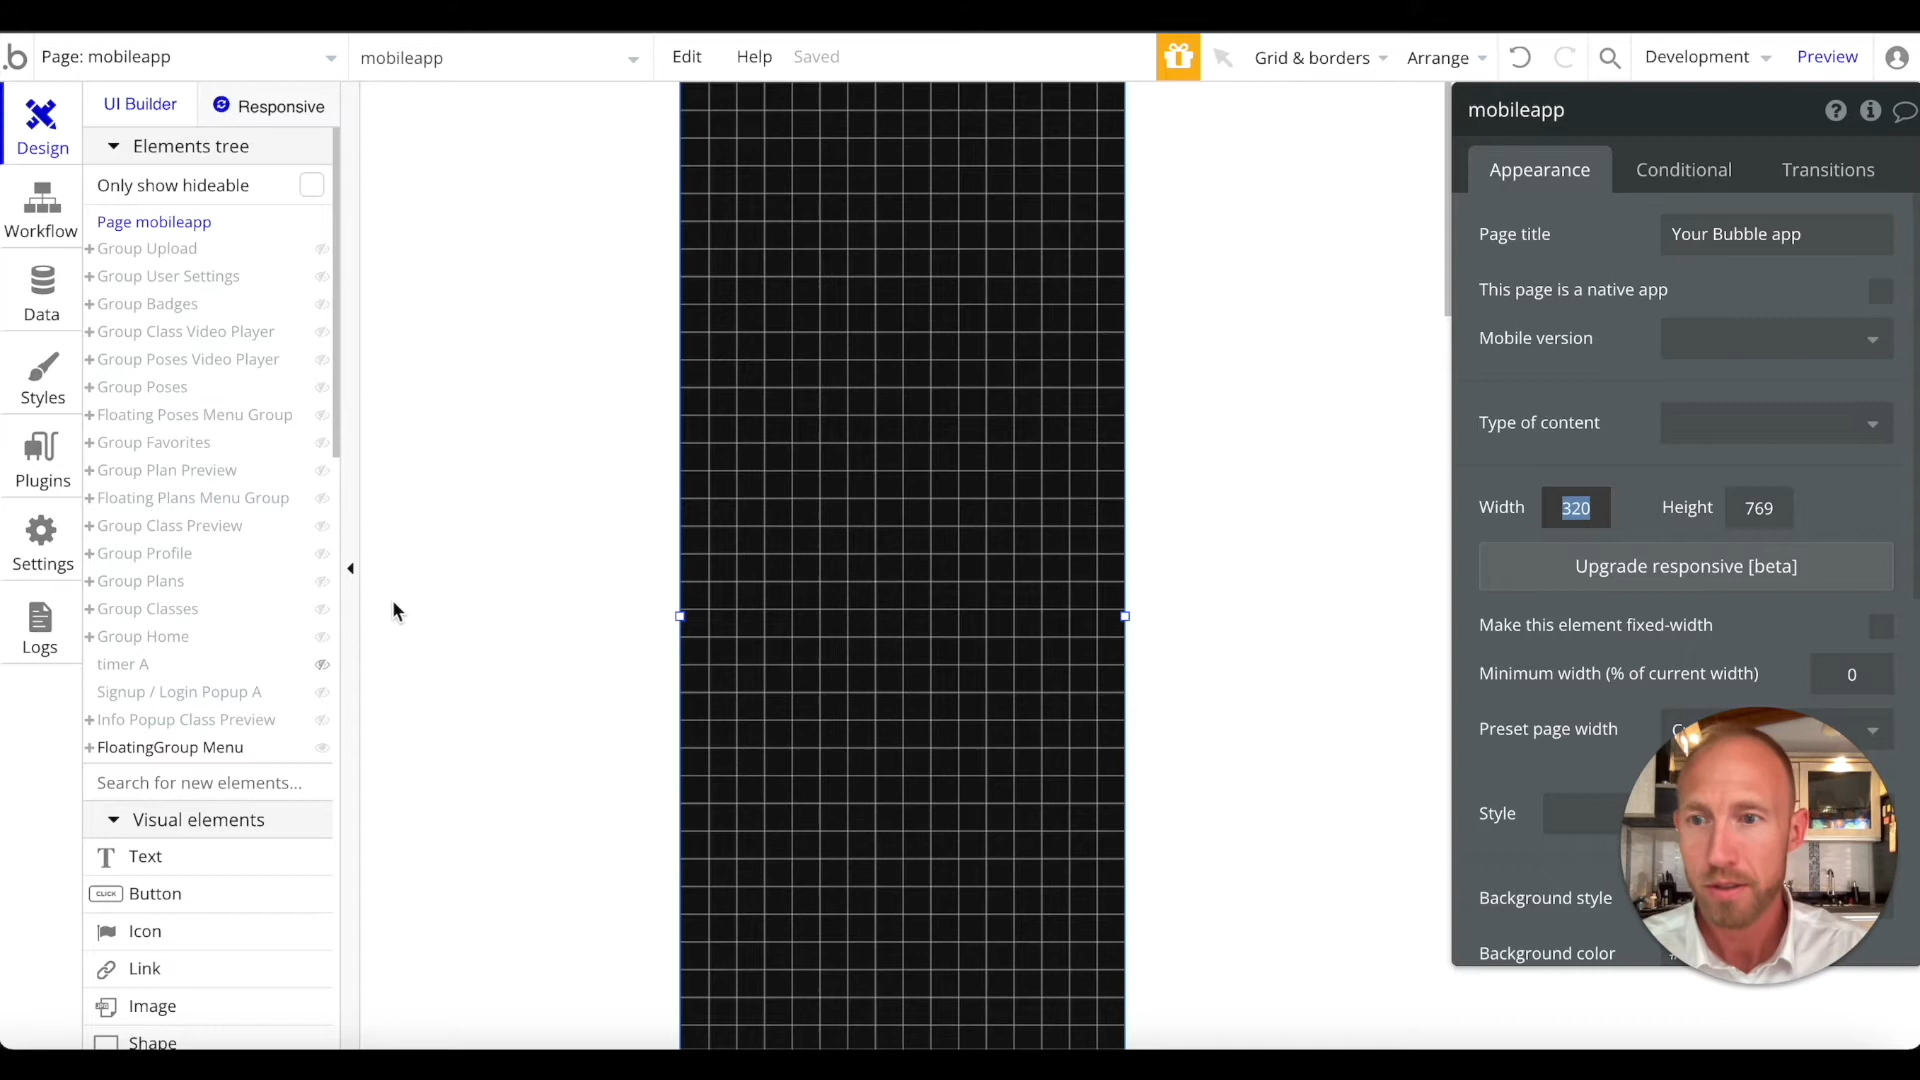 .b
Page: mobileapp
mobileapp
Edit
Help
Saved
Grid & borders
Arrange
Development
Preview
Design
Workflow
Data
Styles
Plugins
Settings
Logs
UI Builder
Responsive
Elements tree
Only show hideable
Page mobileapp
+ Group Upload
+ Group User Settings
+ Group Badges
+ Group Class Video Player
+ Group Poses Video Player
+ Group Poses
+ Floating Poses Menu Group
+ Group Favorites
+ Group Plan Preview
+ Floating Plans Menu Group
+ Group Class Preview
+ Group Profile
+ Group Plans
+ Group Classes
+ Group Home
timer A
Signup / Login Popup A
+ Info Popup Class Preview
+ FloatingGroup Menu
Search for new elements...
Visual elements
T Text
CLICK Button
Icon
Link
Image
Shape
mobileapp
Appearance
Conditional
Transitions
Page title
Your Bubble app
This page is a native app
Mobile version
Type of content
Width 320 Height 769
Upgrade responsive [beta]
Make this element fixed-width
Minimum width (% of current width) 0
Preset page width
Style
Background style
Background color